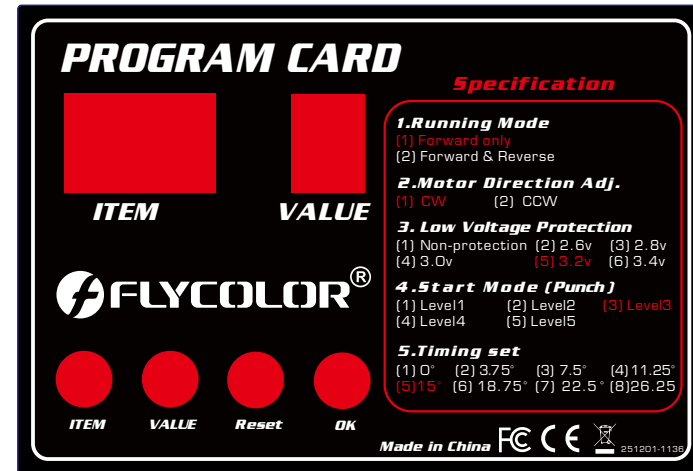 PROGRAM CARD
Specification
ITEM
VALUE
1.Running Mode
(1) Forward only
(2) Forward & Reverse
2.Motor Direction Adj.
(1) CW (2) CCW
3. Low Voltage Protection
(1) Non-protection (2) 2.6v (3) 2.8v
(4) 3.0v (5) 3.2v (6) 3.4v
4.Start Mode (Punch)
(1) Level1 (2) Level2 (3) Level3
(4) Level4 (5) Level5
5.Timing set
(1) 0° (2) 3.75° (3) 7.5° (4) 11.25°
(5)15° (6) 18.75° (7) 22.5° (8)26.25
FLYCOLOR®
ITEM VALUE Reset OK
Made in China FC CE 251201-1136